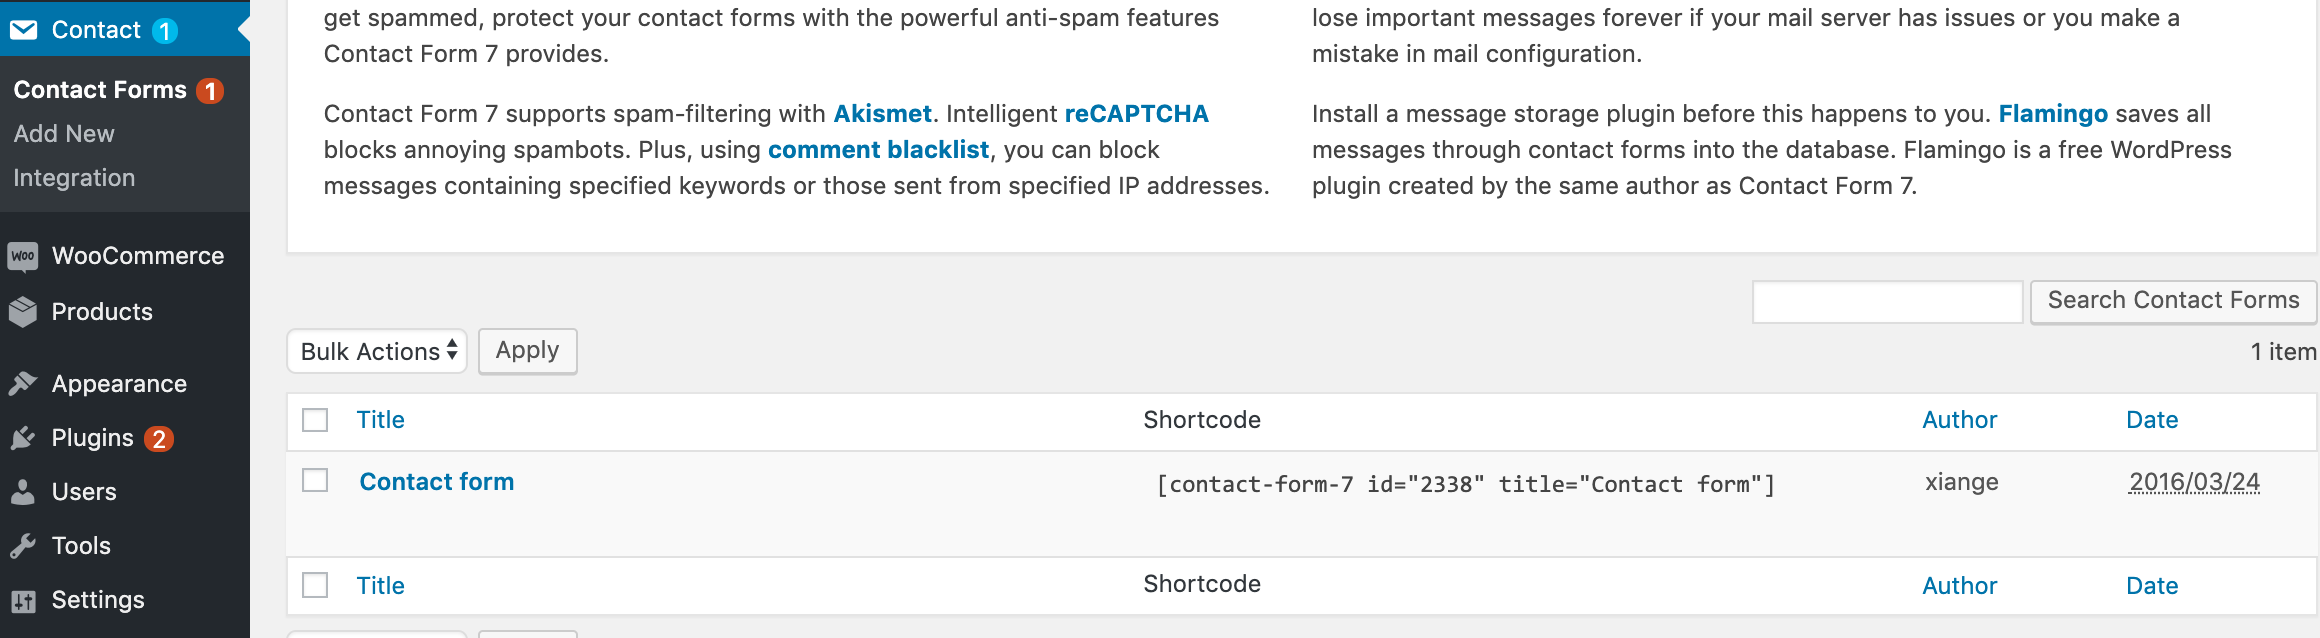 Contact 1
Contact Forms 1
Add New
Integration
WooCommerce
Products
Appearance
Plugins 2
Users
Tools
Settings
get spammed, protect your contact forms with the powerful anti-spam features
Contact Form 7 provides.
Contact Form 7 supports spam-filtering with Akismet. Intelligent reCAPTCHA
blocks annoying spambots. Plus, using comment blacklist, you can block
messages containing specified keywords or those sent from specified IP addresses.
lose important messages forever if your mail server has issues or you make a
mistake in mail configuration.
Install a message storage plugin before this happens to you. Flamingo saves all
messages through contact forms into the database. Flamingo is a free WordPress
plugin created by the same author as Contact Form 7.
Search Contact Forms
Bulk Actions Apply 1 item
Title Shortcode Author Date
Contact form [contact-form-7 id="2338" title="Contact form"] xiange 2016/03/24
Title Shortcode Author Date